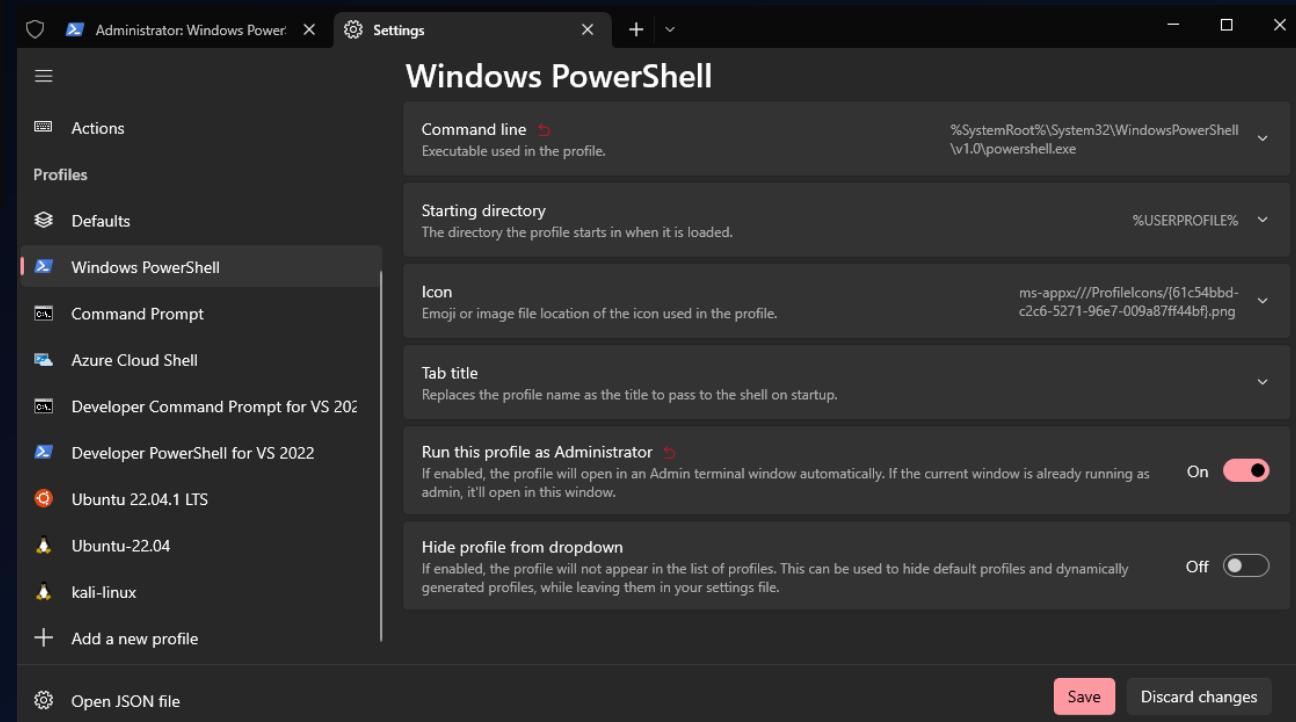 Administrator: Windows Power
Settings
Windows PowerShell
Actions
Profiles
Defaults
Windows PowerShell
Command Prompt
Azure Cloud Shell
Developer Command Prompt for VS 202
Developer PowerShell for VS 2022
Ubuntu 22.04.1 LTS
Ubuntu-22.04
kali-linux
Add a new profile
Open JSON file
Command line
Executable used in the profile.
%SystemRoot%\System32\WindowsPowerShell
\v1.0\powershell.exe
Starting directory
The directory the profile starts in when it is loaded.
%USERPROFILE%
Icon
Emoji or image file location of the icon used in the profile.
ms-appx:///ProfileIcons/{61c54bbd-
c2c6-5271-96e7-009a87ff44bf}.png
Tab title
Replaces the profile name as the title to pass to the shell on startup.
Run this profile as Administrator
If enabled, the profile will open in an Admin terminal window automatically. If the current window is already running as
admin, it'll open in this window.
On
Hide profile from dropdown
If enabled, the profile will not appear in the list of profiles. This can be used to hide default profiles and dynamically
generated profiles, while leaving them in your settings file.
Off
Save
Discard changes